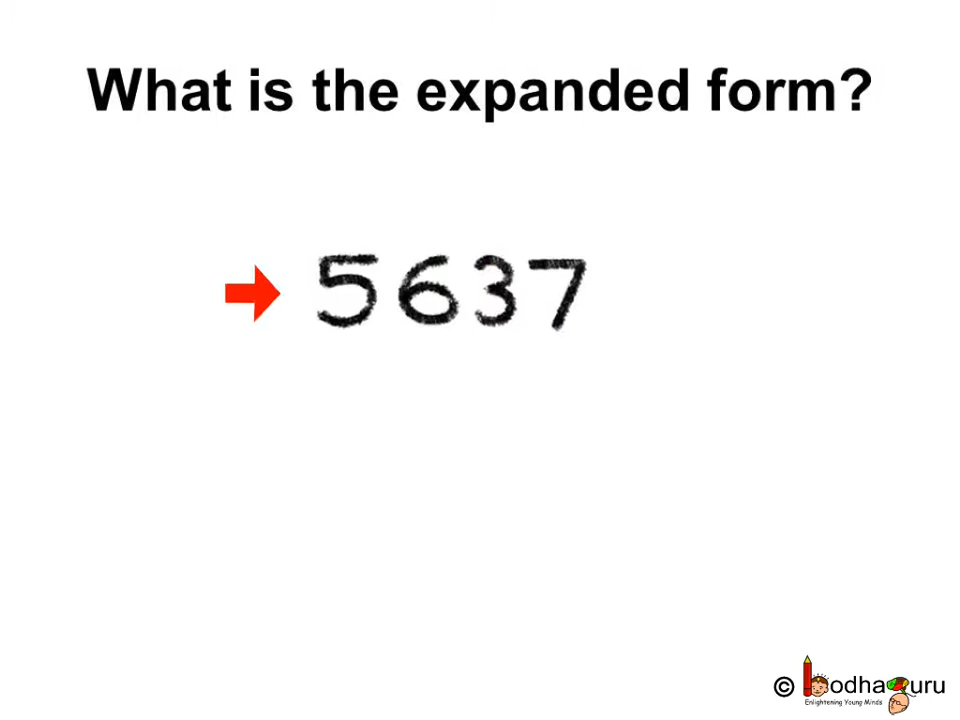 What is the expanded form?
5637
© bodhaguru
Enlightening Young Minds